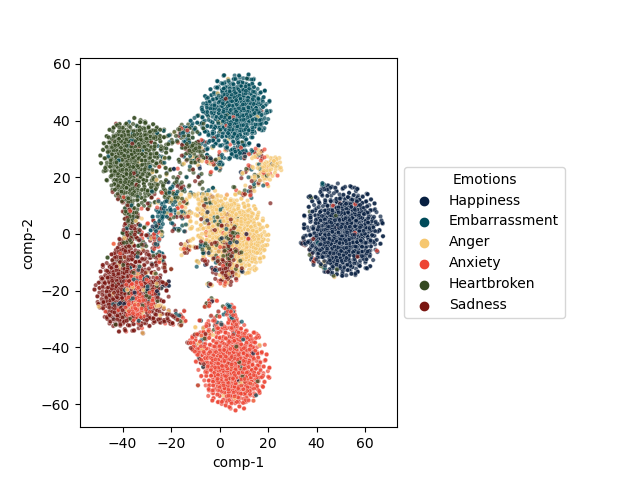 60
40
20
0
−20
−40
−60
comp-2
−40 −20 0 20 40 60
comp-1
Emotions
Happiness
Embarrassment
Anger
Anxiety
Heartbroken
Sadness